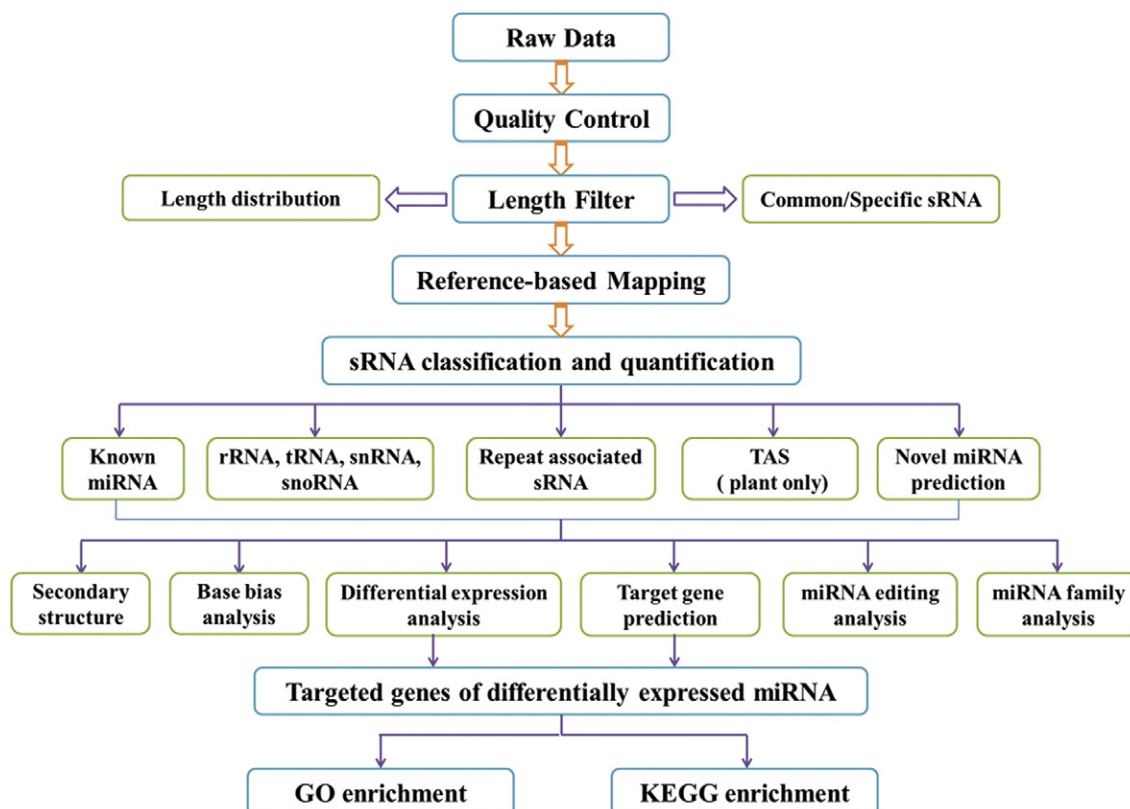 Raw Data
Quality Control
Length distribution
Length Filter
Common/Specific sRNA
Reference-based Mapping
sRNA classification and quantification
Known
miRNA
rRNA, tRNA, snRNA,
snoRNA
Repeat associated
sRNA
TAS
( plant only)
Novel miRNA
prediction
Secondary
structure
Base bias
analysis
Differential expression
analysis
Target gene
prediction
miRNA editing
analysis
miRNA family
analysis
Targeted genes of differentially expressed miRNA
GO enrichment
KEGG enrichment